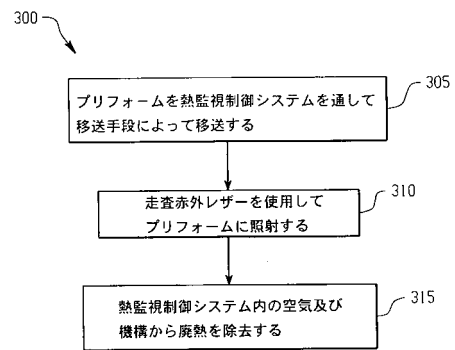 300
プリフォームを熱監視制御システムを通して
移送手段によって移送する
305
走査赤外レザーを使用して
プリフォームに照射する
310
熱監視制御システム内の空気及び
機構から廃熱を除去する
315